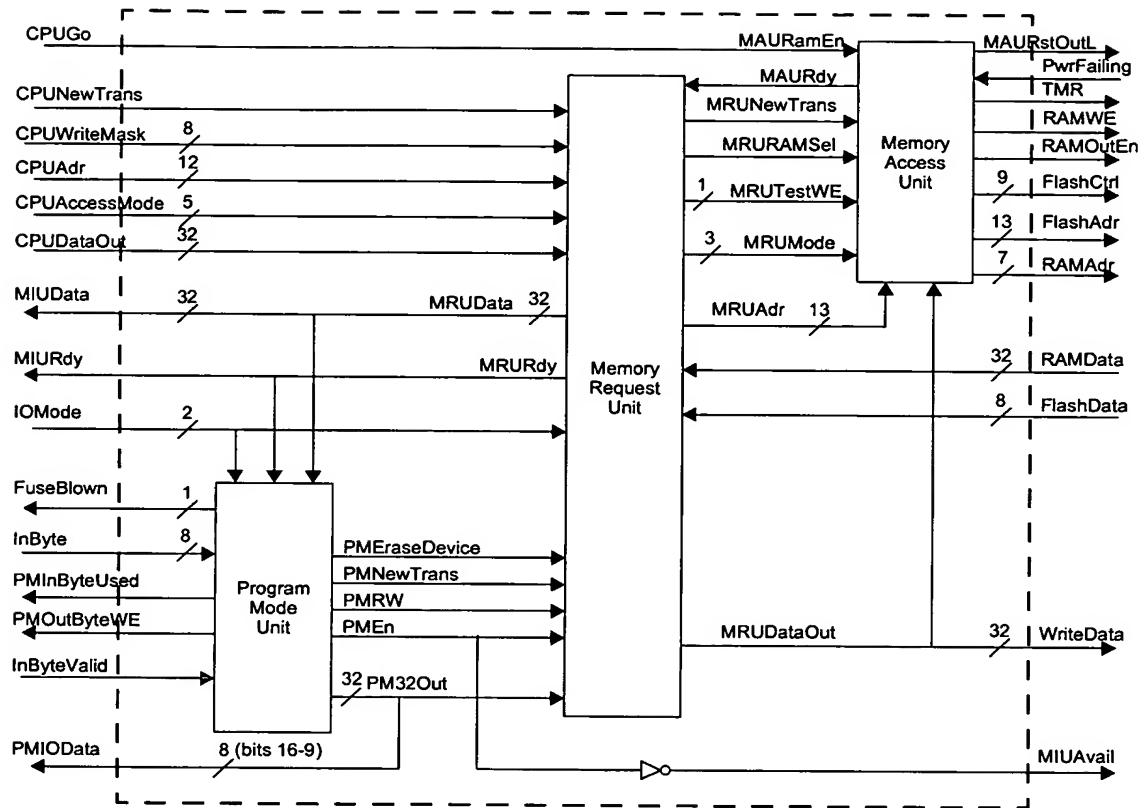 CPUGo
MAURamEn
MAURstOutL
MAURdy
PwrFailing
CPUNewTrans
MRUNewTrans
TMR
CPUWriteMask
8
MRURAMSel
Memory
Access
Unit
RAMWE
CPUAdr
12
RAMOutEn
CPUAccessMode
5
1
MRUTestWE
9
FlashCtrl
CPUDataOut
32
3
MRUMode
13
FlashAdr
7
RAMAdr
MIUData
32
MRUData
32
MRUAdr
13
MIURdy
MRURdy
Memory
Request
Unit
32
RAMData
IOMode
2
8
FlashData
FuseBlown
1
InByte
8
PMEraseDevice
PMInByteUsed
Program
Mode
Unit
PMNewTrans
PMRW
PMOutByteWE
PMEn
MRUDataOut
32
WriteData
InByteValid
32
PM32Out
PMIOData
8 (bits 16-9)
MIUAvail